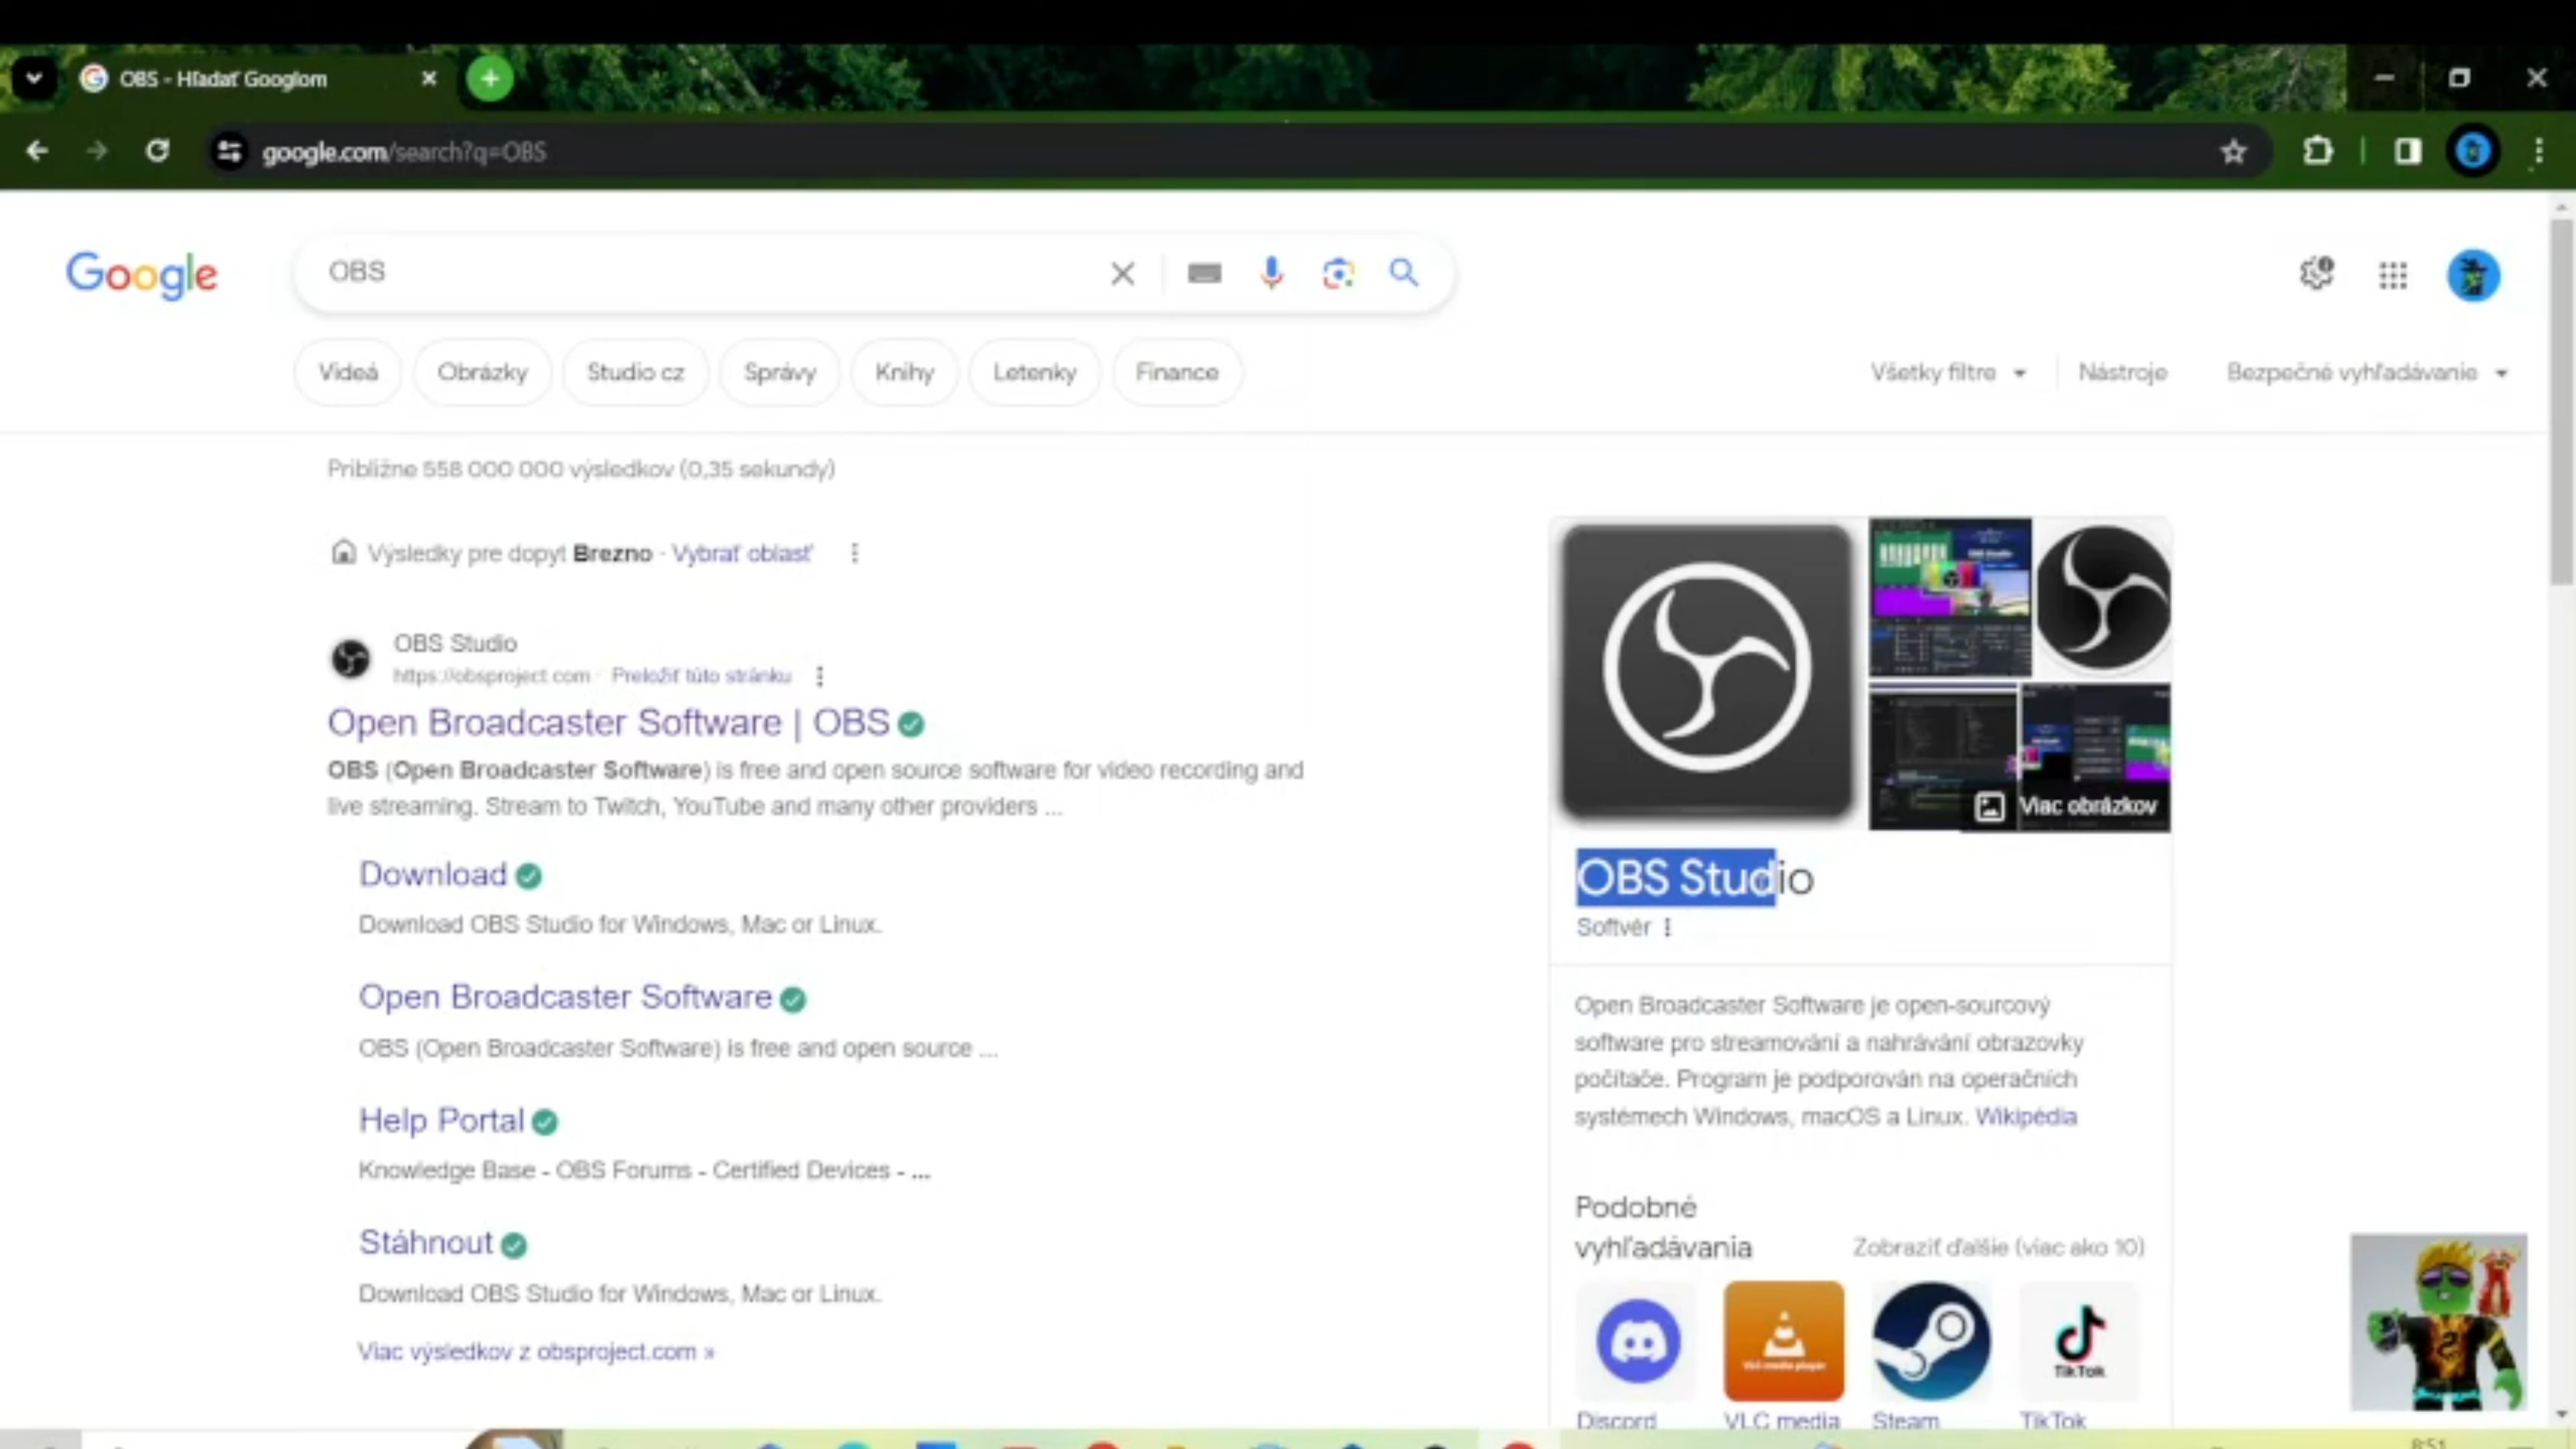 OBS - Hľadať Googlom
google.com/search?q=OBS
Google
OBS
Videá
Obrázky
Studio cz
Správy
Knihy
Letenky
Finance
Všetky filtre
Nástroje
Bezpečné vyhľadávanie
Približne 558 000 000 výsledkov (0,35 sekundy)
Výsledky pre dopyt Brezno · Vybrať oblasť
OBS Studio
https://obsproject.com · Preložiť túto stránku
Open Broadcaster Software | OBS
OBS (Open Broadcaster Software) is free and open source software for video recording and
live streaming. Stream to Twitch, YouTube and many other providers ...
Download
Download OBS Studio for Windows, Mac or Linux.
Open Broadcaster Software
OBS (Open Broadcaster Software) is free and open source ...
Help Portal
Knowledge Base - OBS Forums - Certified Devices - ...
Stáhnout
Download OBS Studio for Windows, Mac or Linux.
Viac výsledkov z obsproject.com »
Viac obrázkov
OBS Studio
Softvér
Open Broadcaster Software je open-sourcový
software pro streamování a nahrávání obrazovky
počítače. Program je podporován na operačních
systémech Windows, macOS a Linux. Wikipédia
Podobné
vyhľadávania
Zobraziť ďalšie (viac ako 10)
TikTok
Discord
VLC media
Steam
TikTok
8:51